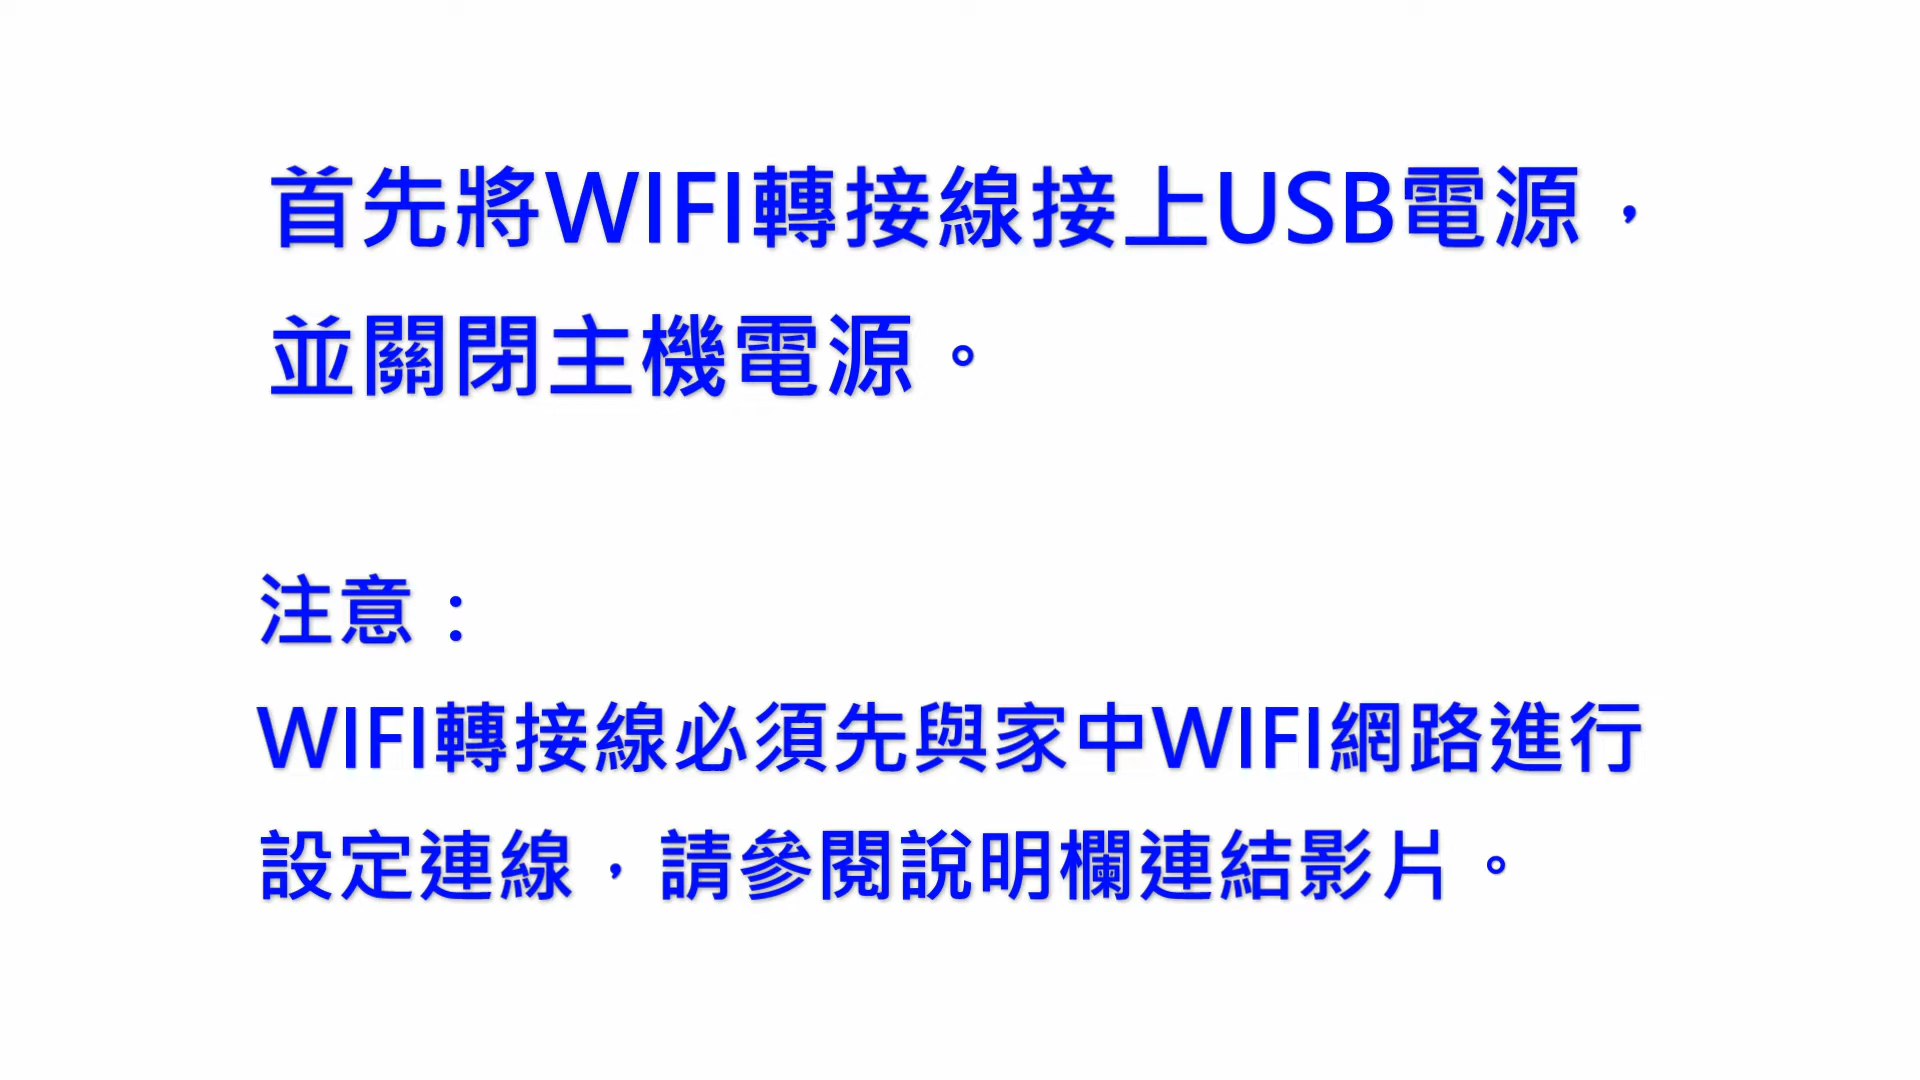 首先將WIFI轉接線接上USB電源，
並關閉主機電源。
注意：
WIFI轉接線必須先與家中WIFI網路進行
設定連線，請參閱說明欄連結影片。